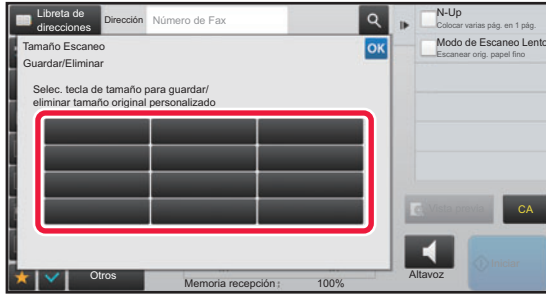 Libreta de
direcciones
Dirección
Número de Fax
N-Up
Colocar varias pág. en 1 pág.
Modo de Escaneo Lento
Escanear orig. papel fino
Tamaño Escaneo
OK
Guardar/Eliminar
Selec. tecla de tamaño para guardar/
eliminar tamaño original personalizado
CA
Otros
Memoria recepción :
100%
Altavoz
Iniciar